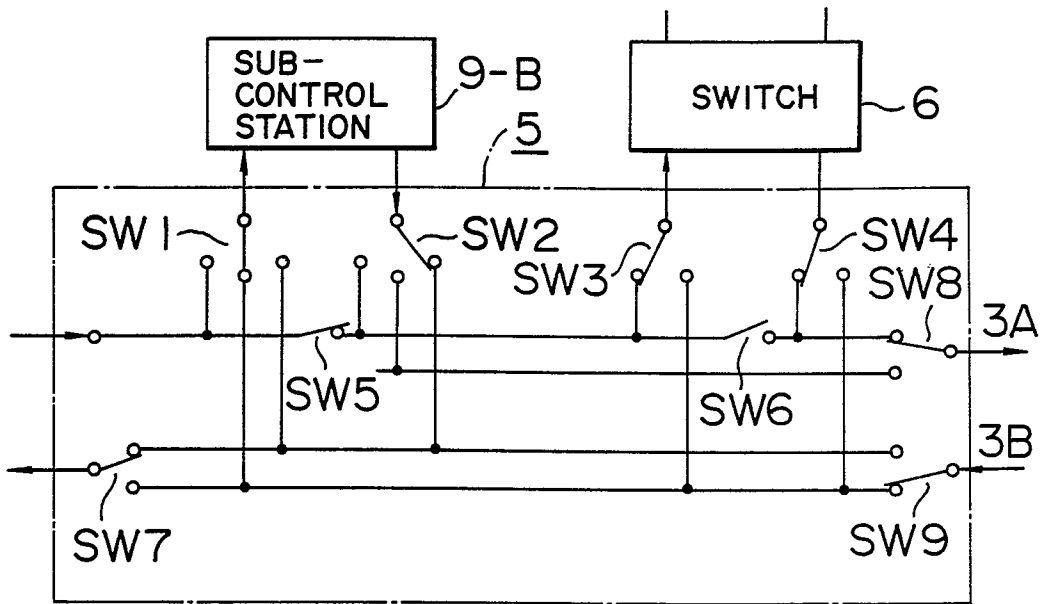 SUB-
CONTROL
STATION
9-B
5
SWITCH
6
SW1
SW2
SW3
SW4
SW8
3A
SW5
SW6
3B
SW7
SW9